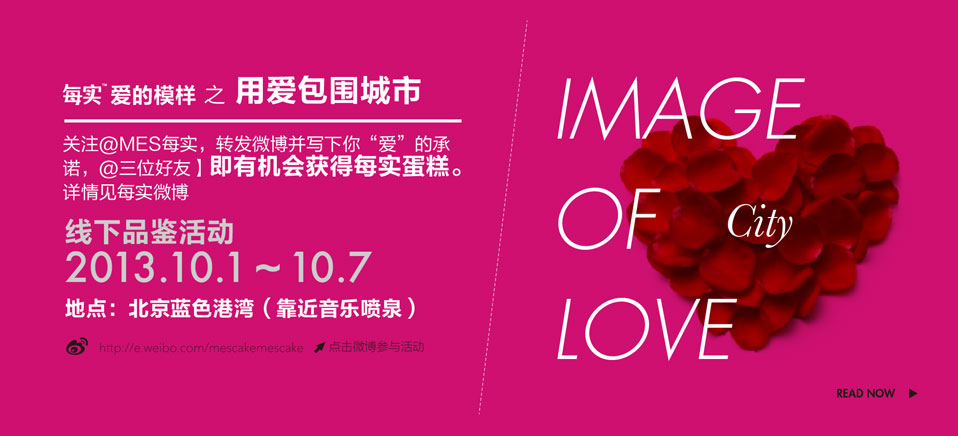 每实™ 爱的模样 之 用爱包围城市
关注@MES每实，转发微博并写下你“爱”的承
诺，@三位好友】即有机会获得每实蛋糕。
详情见每实微博
线下品鉴活动
2013.10.1～10.7
地点：北京蓝色港湾（靠近音乐喷泉）
http://e.weibo.com/mescakemescake 点击微博参与活动
IMAGE
OF City
LOVE
READ NOW